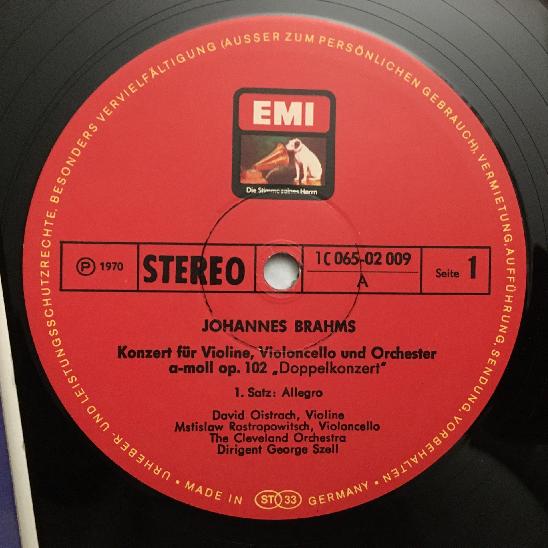 URHEBER- UND LEISTUNGSSCHUTZRECHTE, BESONDERS VERVIELFÄLTIGUNG (AUSSER ZUM PERSÖNLICHEN GEBRAUCH), VERMIETUNG, AUFFÜHRUNG, SENDUNG, VORBEHALTEN •
EMI
Die Stimme seines Herrn
Ⓟ 1970
STEREO
1C 065-02 009
A
Seite 1
JOHANNES BRAHMS
Konzert für Violine, Violoncello und Orchester
a-moll op. 102 „Doppelkonzert"
1. Satz: Allegro
David Oistrach, Violine
Mstislaw Rostropowitsch, Violoncello
The Cleveland Orchestra
Dirigent George Szell
• MADE IN ST 33 GERMANY •